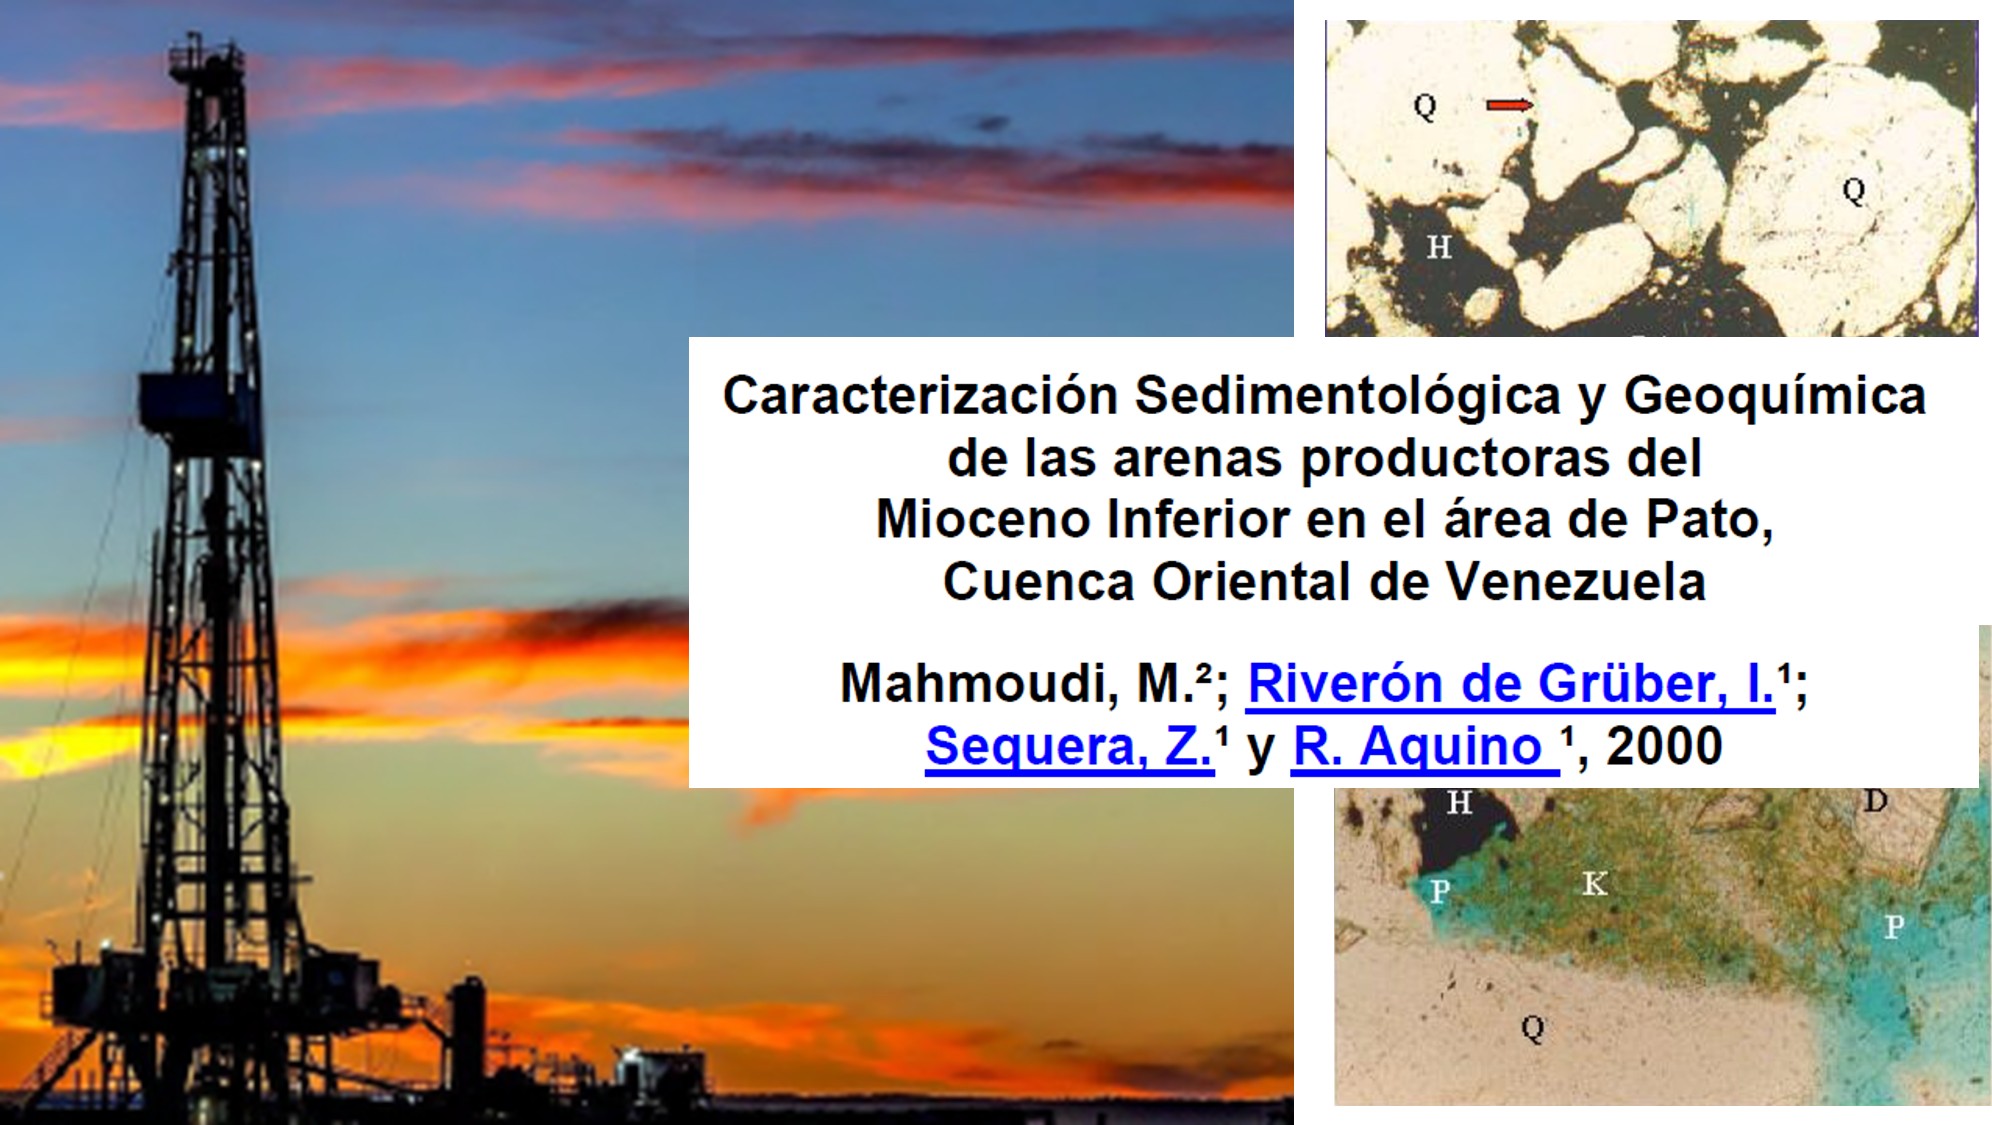 Q
Q
H
Caracterización Sedimentológica y Geoquímica
de las arenas productoras del
Mioceno Inferior en el área de Pato,
Cuenca Oriental de Venezuela
Mahmoudi, M.²; Riverón de Grüber, I.¹;
Sequera, Z.¹ y R. Aquino ¹, 2000
H
D
P
K
P
Q